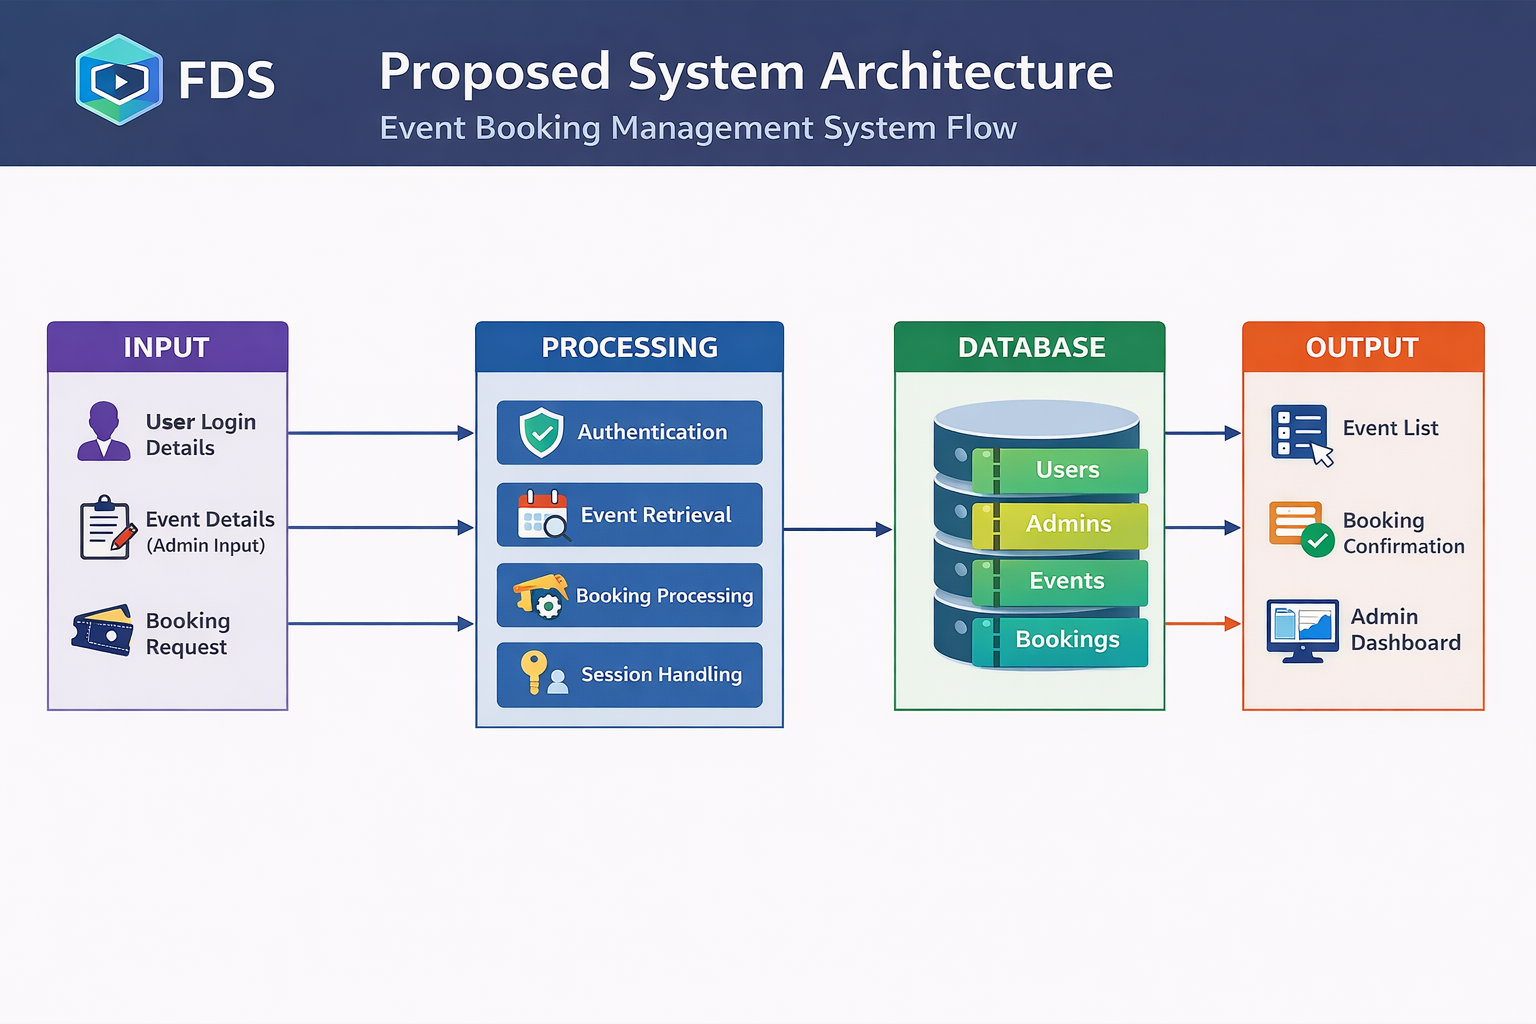 FDS
Proposed System Architecture
Event Booking Management System Flow
INPUT
User Login
Details
Event Details
(Admin Input)
Booking
Request
PROCESSING
Authentication
Event Retrieval
Booking Processing
Session Handling
DATABASE
Users
Admins
Events
Bookings
OUTPUT
Event List
Booking
Confirmation
Admin
Dashboard